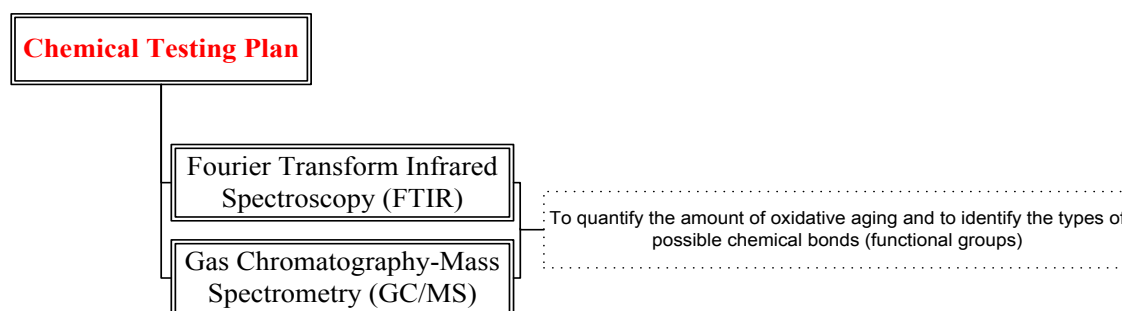 Chemical Testing Plan
Fourier Transform Infrared
Spectroscopy (FTIR)
To quantify the amount of oxidative aging and to identify the types of
possible chemical bonds (functional groups)
Gas Chromatography-Mass
Spectrometry (GC/MS)